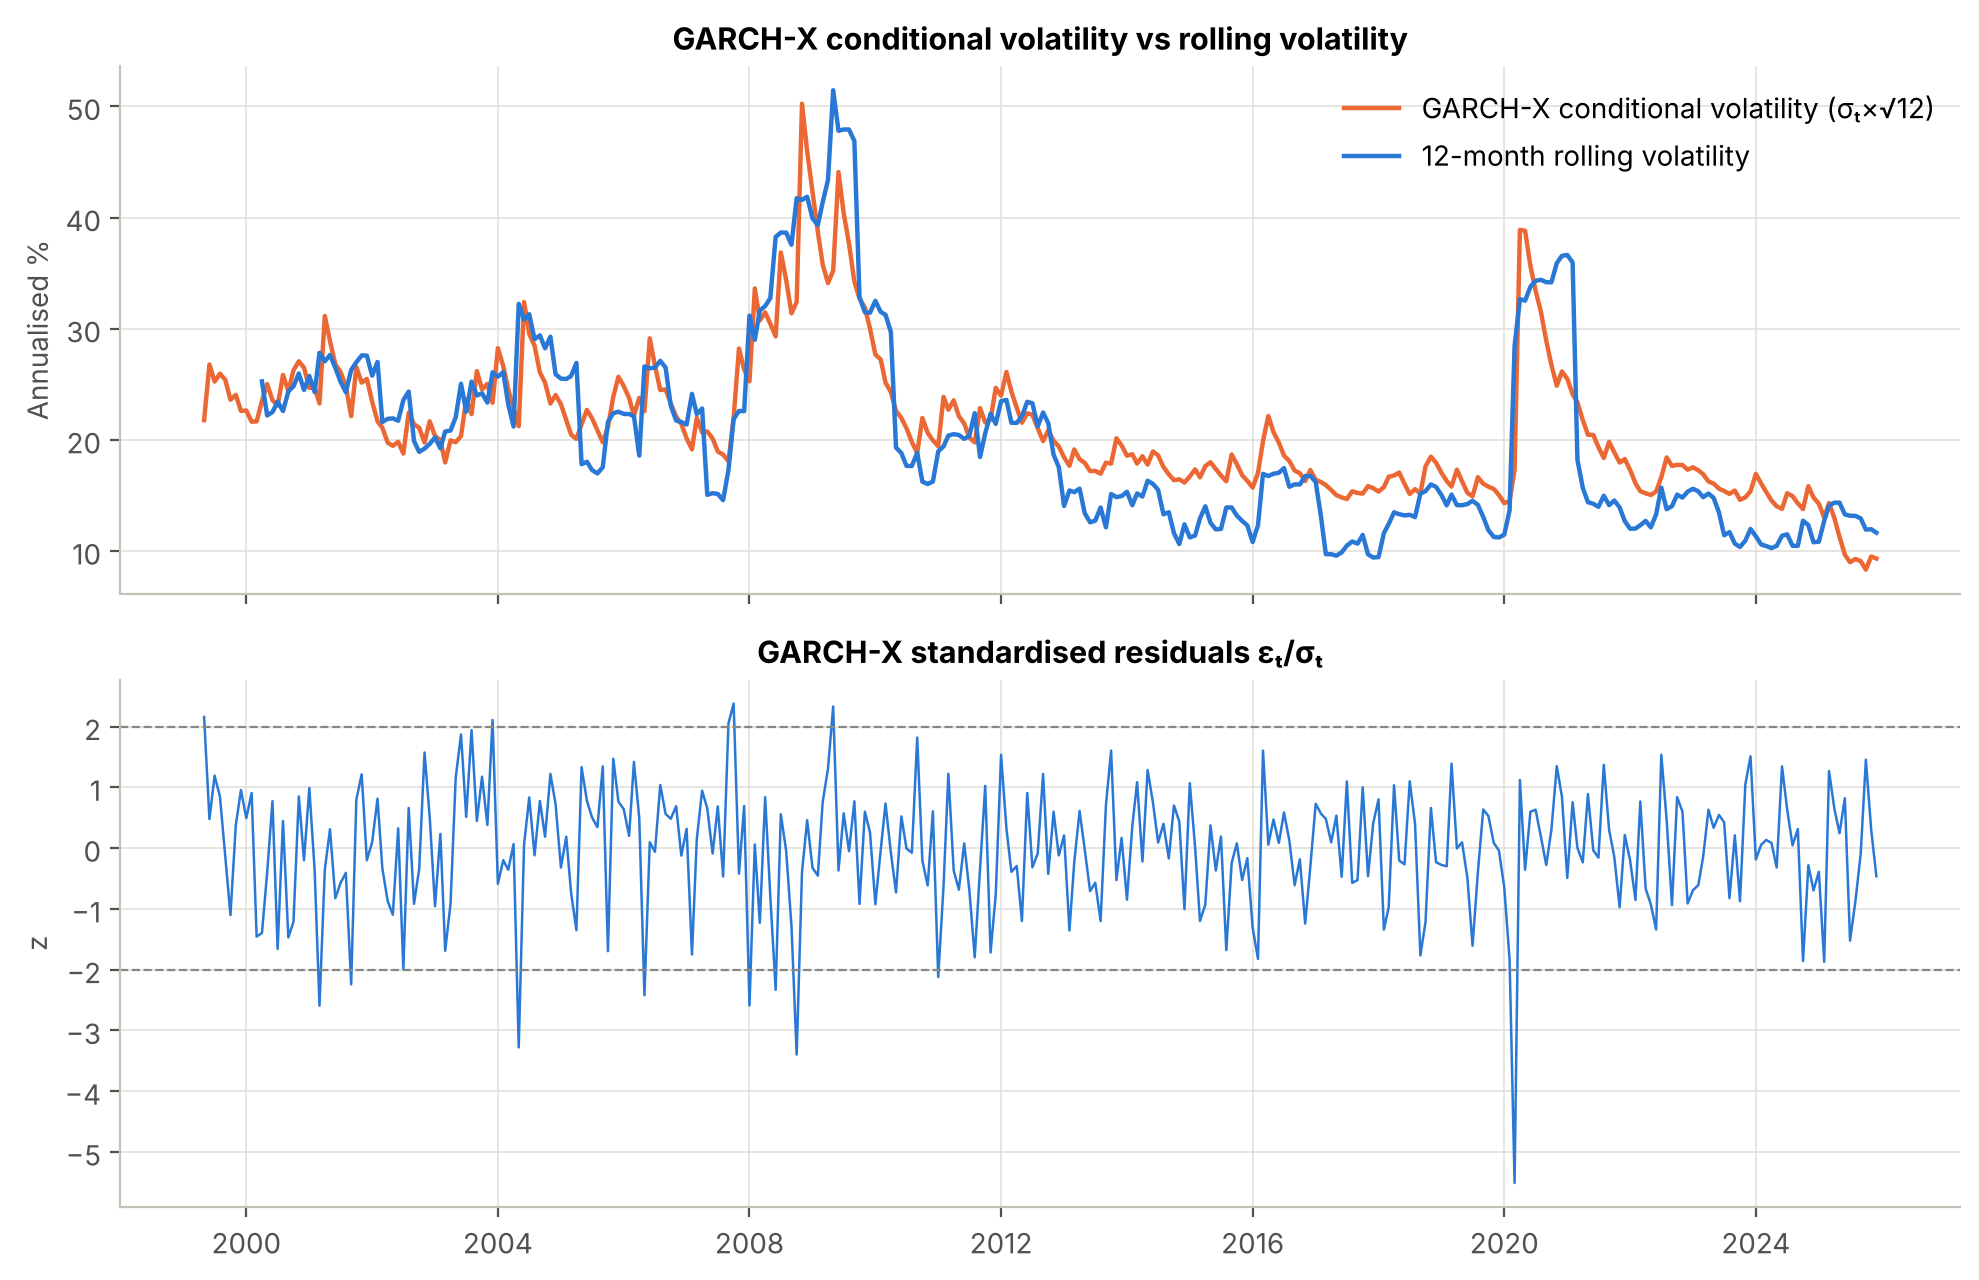 GARCH-X conditional volatility vs rolling volatility
GARCH-X conditional volatility (σₜ×√12)
12-month rolling volatility
Annualised %
50
40
30
20
10
GARCH-X standardised residuals εₜ/σₜ
z
2
1
0
−1
−2
−3
−4
−5
2000 2004 2008 2012 2016 2020 2024